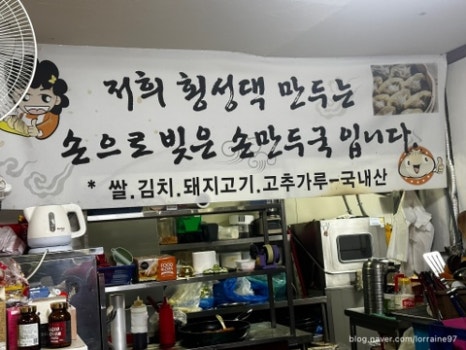 저희 횡성댁 만두는
손으로 빚은 손만두국 입니다
* 쌀.김치.돼지고기.고추가루-국내산
blog.naver.com/lorraine97